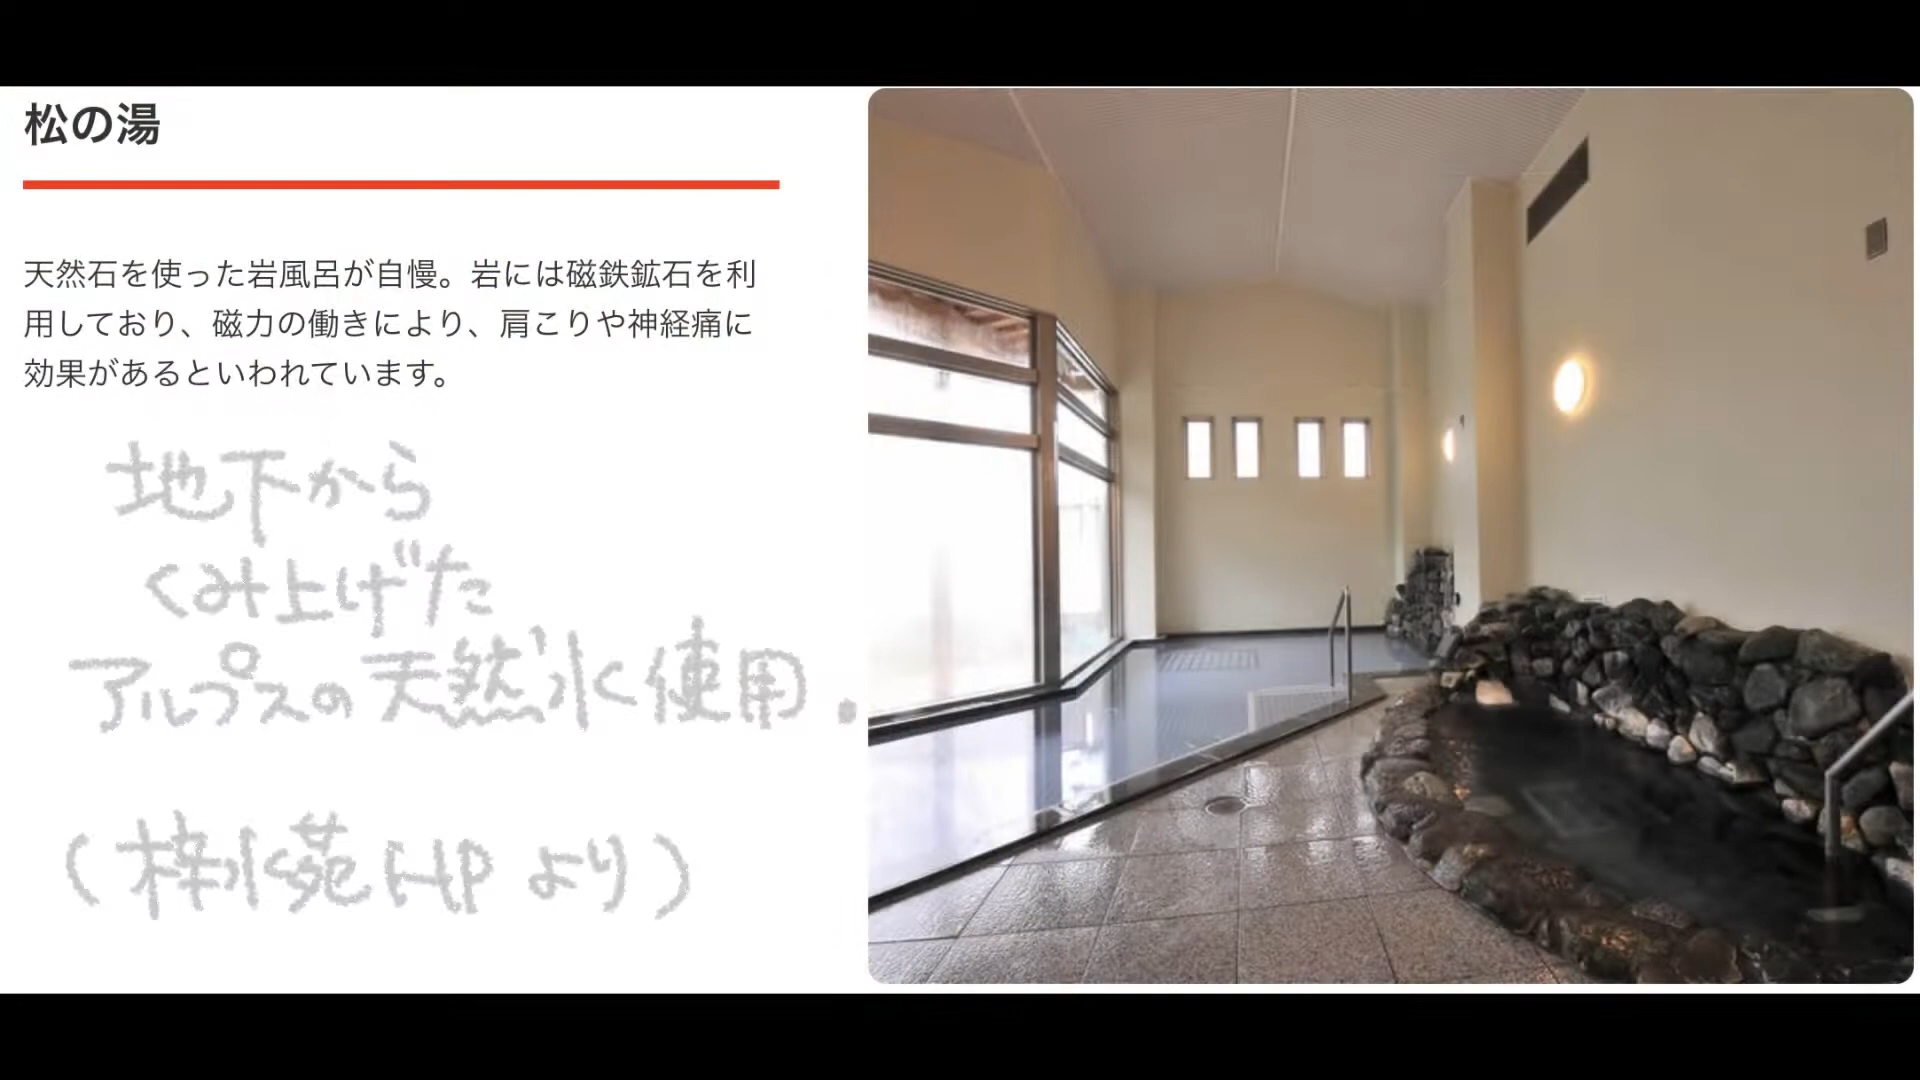 松の湯
天然石を使った岩風呂が自慢。岩には磁鉄鉱石を利
用しており、磁力の働きにより、肩こりや神経痛に
効果があるといわれています。
地下から
くみ上げた
アルプスの天然水使用.
(梓水苑HPより)